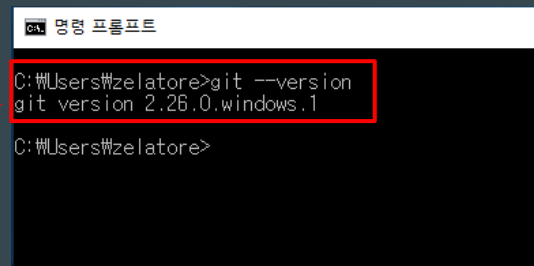 명령 프롬프트
C:₩Users₩zelatore>git --version
git version 2.26.0.windows.1
C:₩Users₩zelatore>